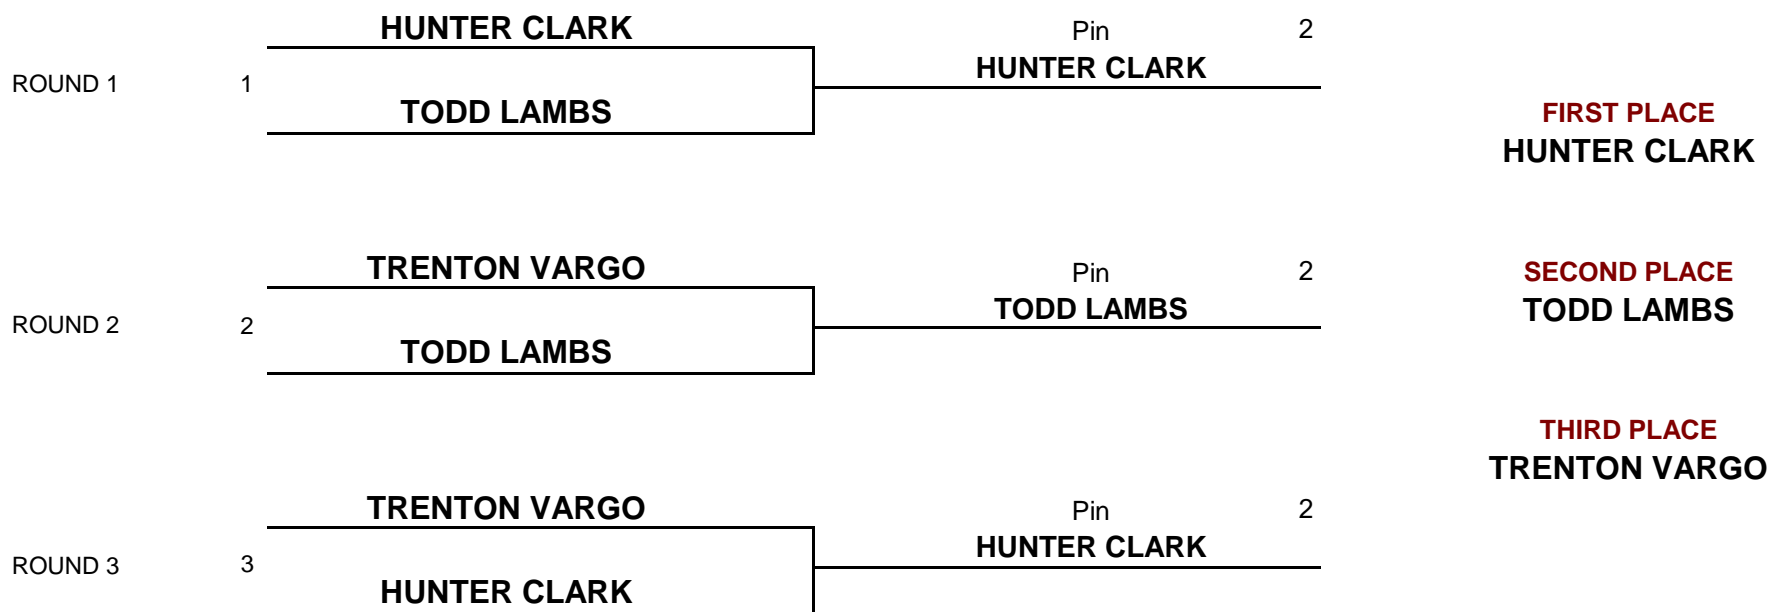 HUNTER CLARK
Pin 2
ROUND 1 1
HUNTER CLARK
TODD LAMBS
FIRST PLACE
HUNTER CLARK
TRENTON VARGO
Pin 2
SECOND PLACE
ROUND 2 2
TODD LAMBS
TODD LAMBS
TODD LAMBS
THIRD PLACE
TRENTON VARGO
TRENTON VARGO
Pin 2
ROUND 3 3
HUNTER CLARK
HUNTER CLARK